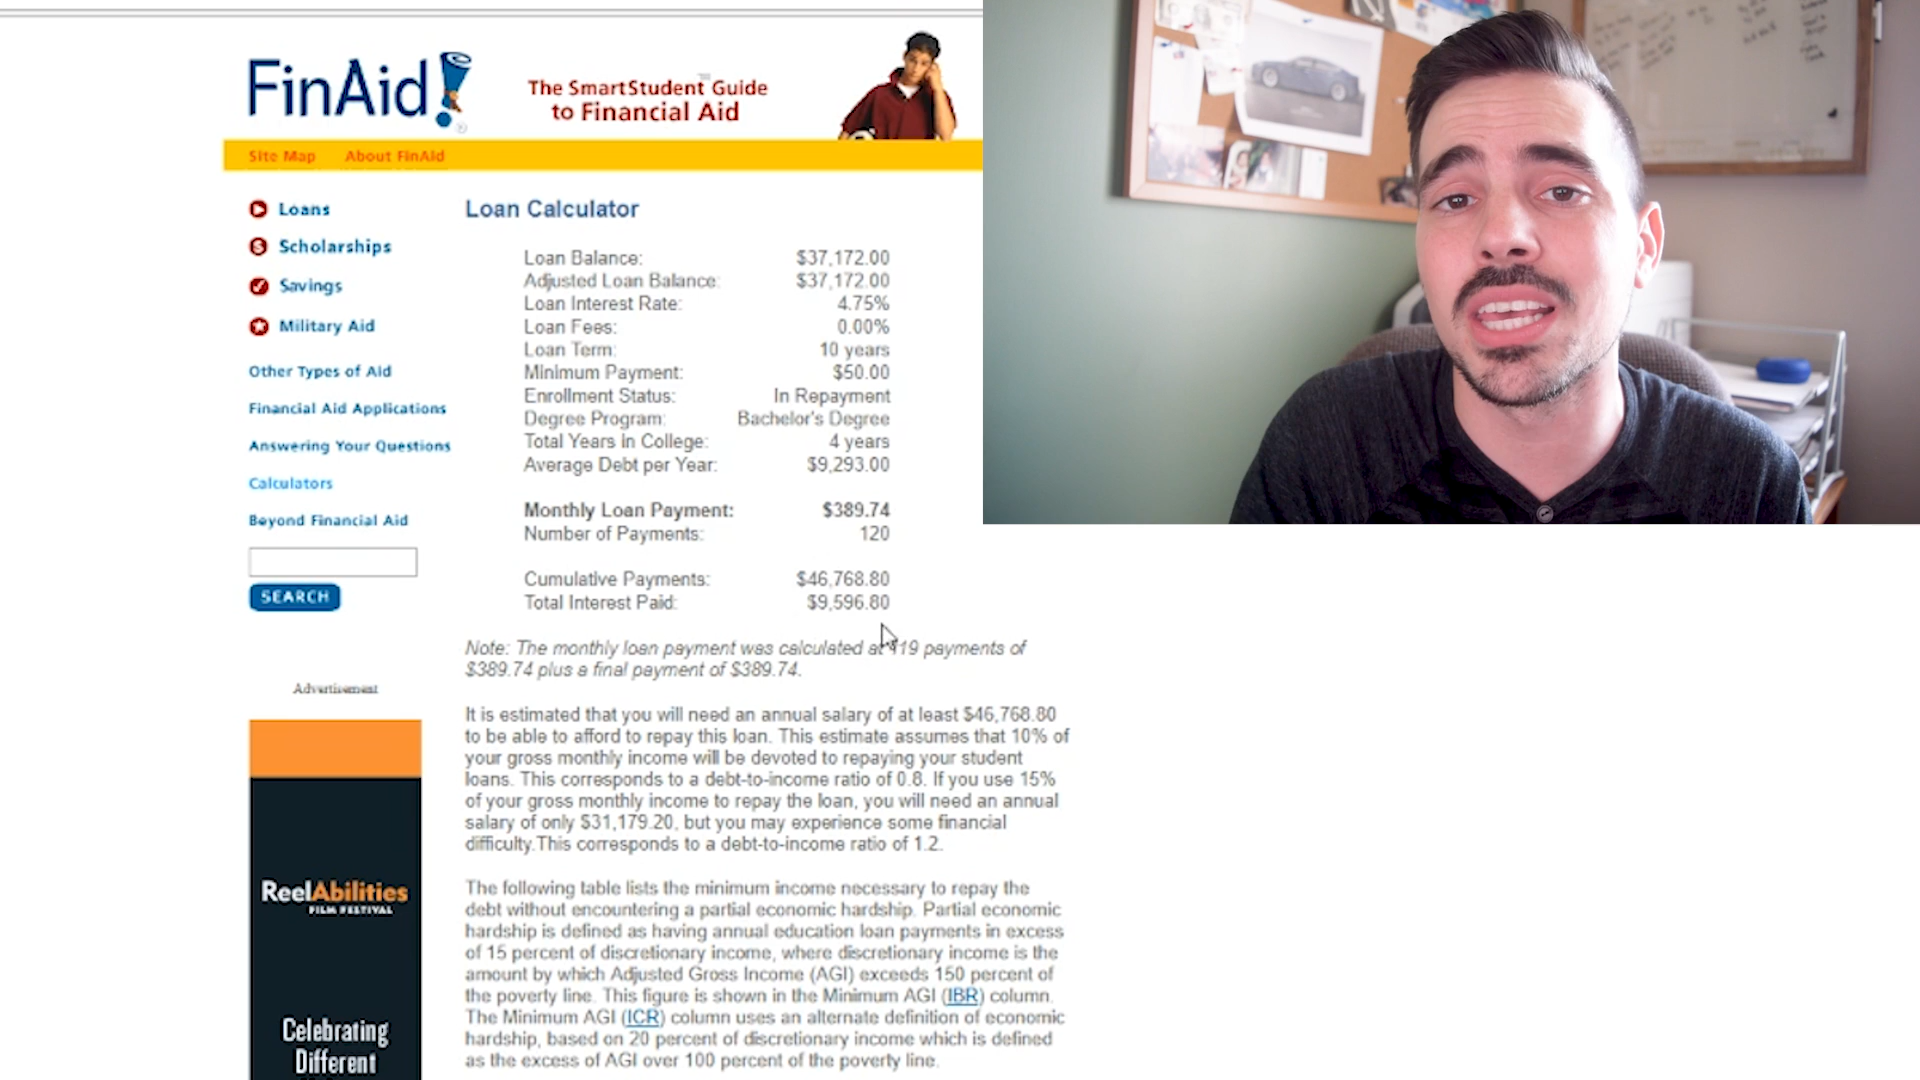 FinAid!
The SmartStudent Guide
to Financial Aid
Site Map About FinAid
Loans
Scholarships
Savings
Military Aid
Other Types of Aid
Financial Aid Applications
Answering Your Questions
Calculators
Beyond Financial Aid
SEARCH
Advertisement
ReelAbilities
FILM FESTIVAL
Celebrating
Different
Loan Calculator
Loan Balance: $37,172.00
Adjusted Loan Balance: $37,172.00
Loan Interest Rate: 4.75%
Loan Fees: 0.00%
Loan Term: 10 years
Minimum Payment: $50.00
Enrollment Status: In Repayment
Degree Program: Bachelor's Degree
Total Years in College: 4 years
Average Debt per Year: $9,293.00
Monthly Loan Payment: $389.74
Number of Payments: 120
Cumulative Payments: $46,768.80
Total Interest Paid: $9,596.80
Note: The monthly loan payment was calculated at 119 payments of
$389.74 plus a final payment of $389.74.
It is estimated that you will need an annual salary of at least $46,768.80
to be able to afford to repay this loan. This estimate assumes that 10% of
your gross monthly income will be devoted to repaying your student
loans. This corresponds to a debt-to-income ratio of 0.8. If you use 15%
of your gross monthly income to repay the loan, you will need an annual
salary of only $31,179.20, but you may experience some financial
difficulty.This corresponds to a debt-to-income ratio of 1.2.
The following table lists the minimum income necessary to repay the
debt without encountering a partial economic hardship. Partial economic
hardship is defined as having annual education loan payments in excess
of 15 percent of discretionary income, where discretionary income is the
amount by which Adjusted Gross Income (AGI) exceeds 150 percent of
the poverty line. This figure is shown in the Minimum AGI (IBR) column.
The Minimum AGI (ICR) column uses an alternate definition of economic
hardship, based on 20 percent of discretionary income which is defined
as the excess of AGI over 100 percent of the poverty line.